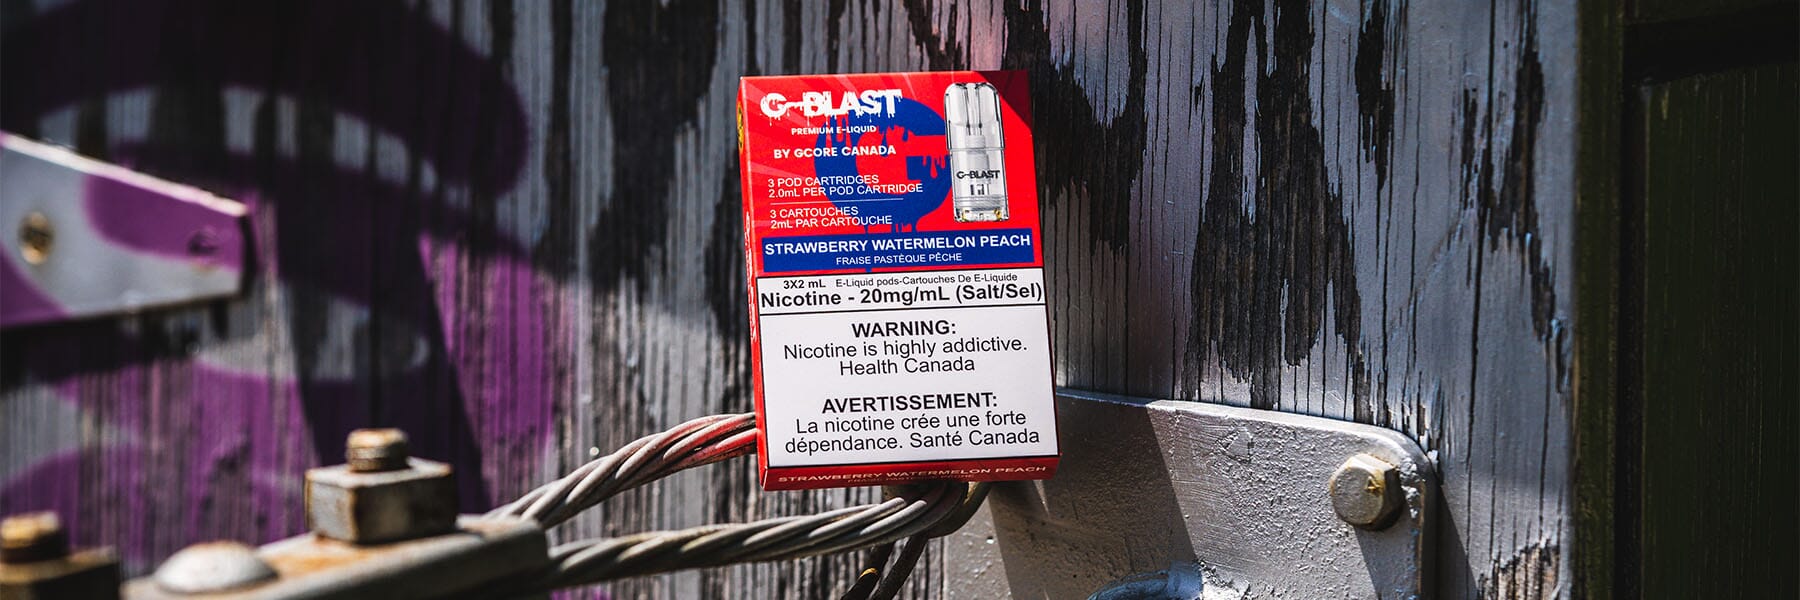 G-BLAST
PREMIUM E-LIQUID
BY GCORE CANADA
3 POD CARTRIDGES
2.0mL PER POD CARTRIDGE
3 CARTOUCHES
2mL PAR CARTOUCHE
G-BLAST
STRAWBERRY WATERMELON PEACH
FRAISE PASTÈQUE PÊCHE
3X2 mL E-Liquid pods-Cartouches De E-Liquide
Nicotine - 20mg/mL (Salt/Sel)
WARNING:
Nicotine is highly addictive.
Health Canada
AVERTISSEMENT:
La nicotine crée une forte
dépendance. Santé Canada
STRAWBERRY WATERMELON PEACH
FRAISE PASTÈQUE PÊCHE